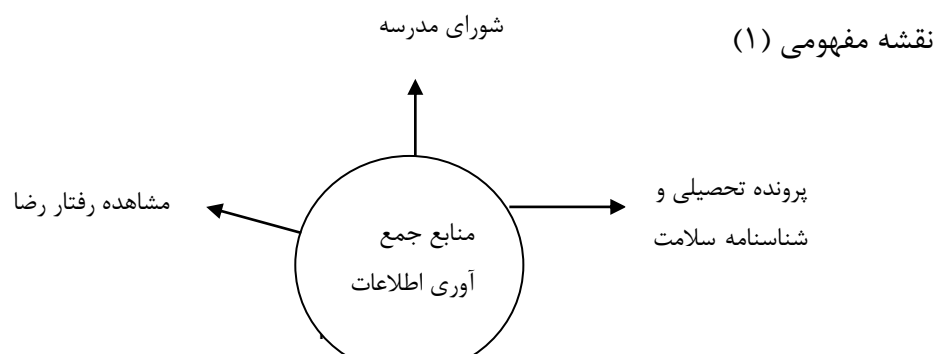 نقشه مفهومی (۱)
شورای مدرسه
پرونده تحصیلی و
شناسنامه سلامت
مشاهده رفتار رضا
منابع جمع
آوری اطلاعات